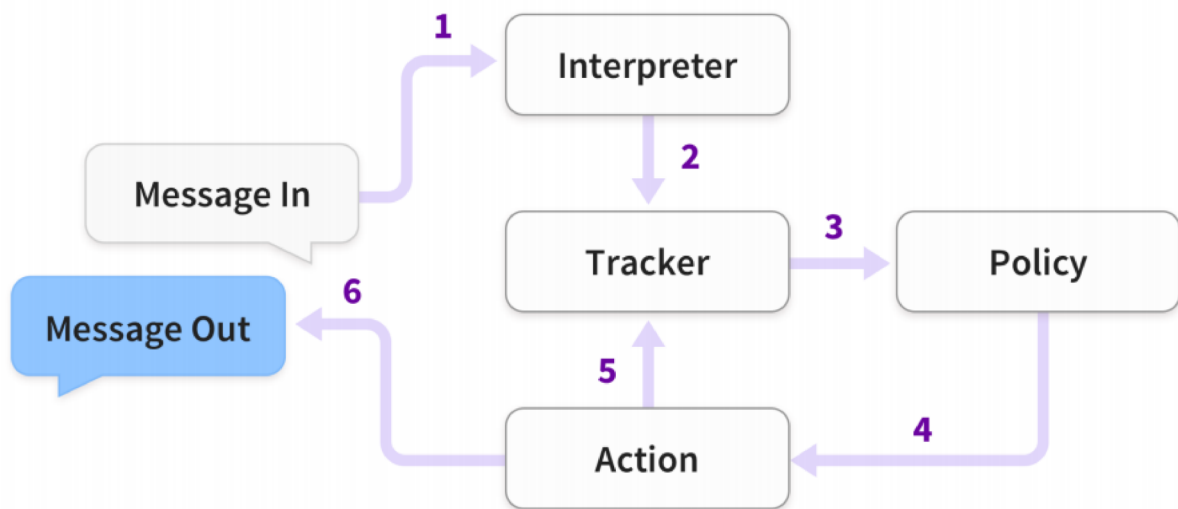 1
Interpreter
2
Message In
Tracker
3
Policy
6
Message Out
5
4
Action